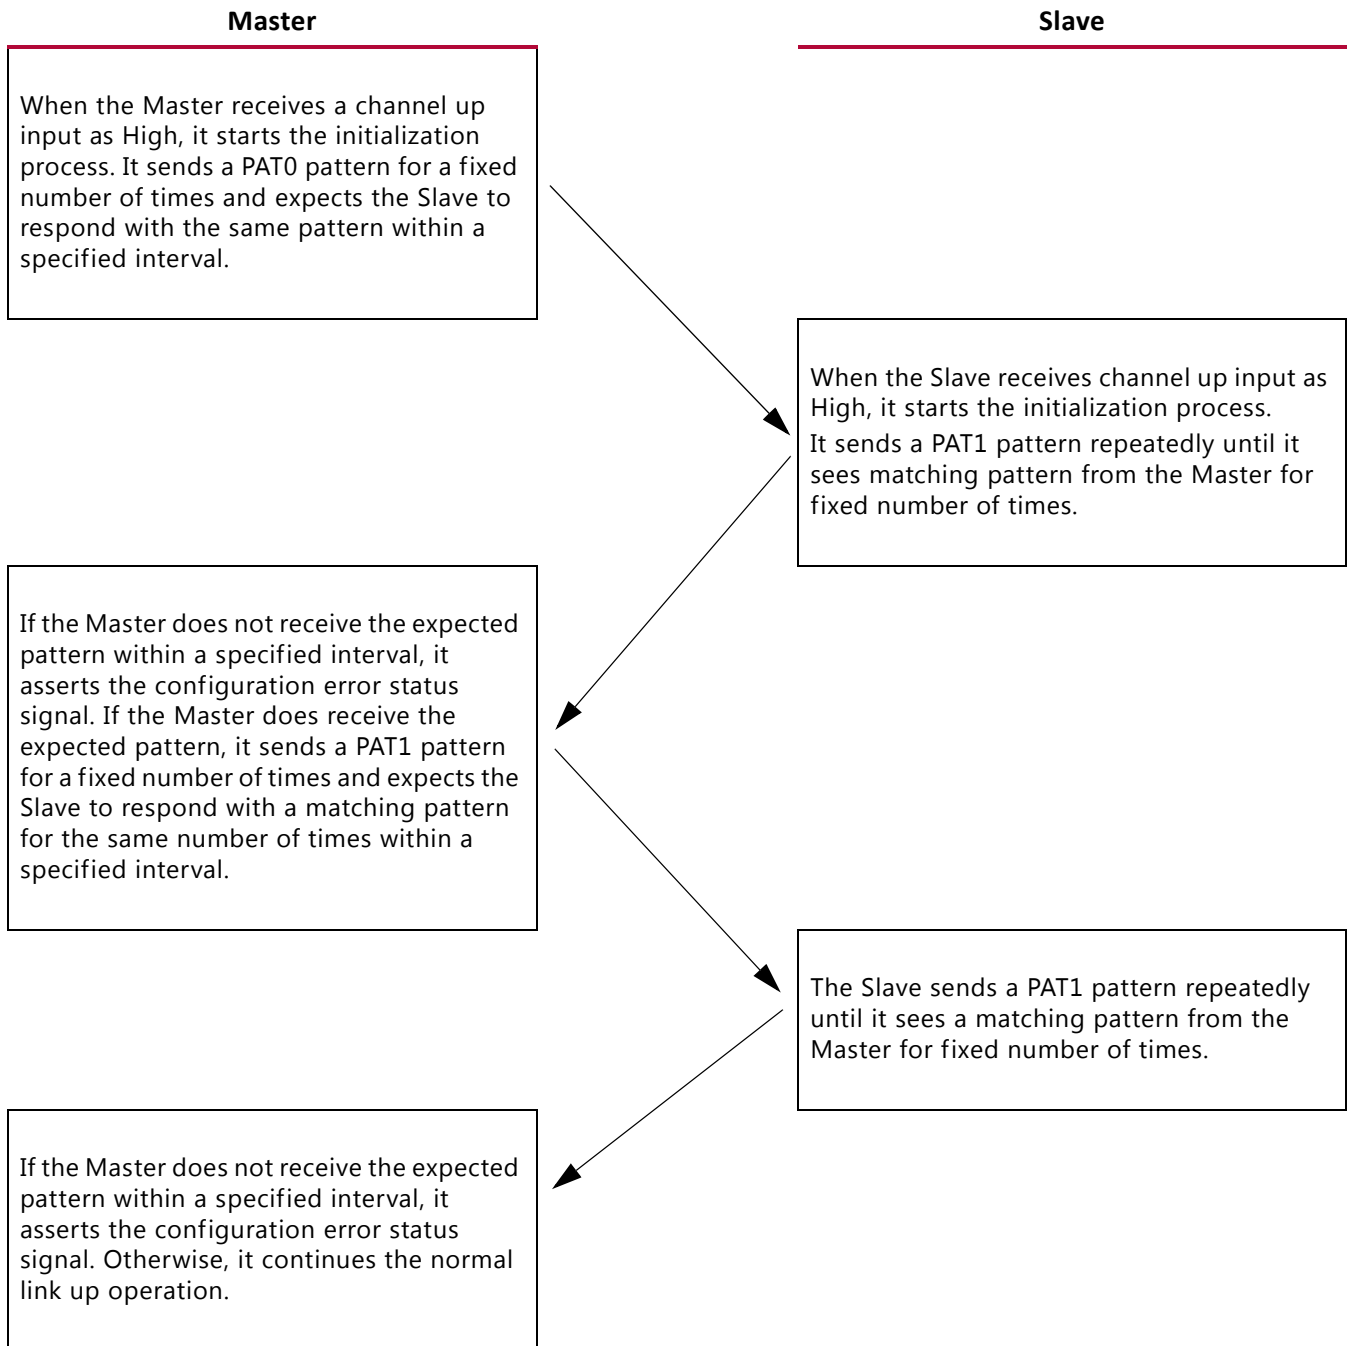 Master
Slave
When the Master receives a channel up
input as High, it starts the initialization
process. It sends a PAT0 pattern for a fixed
number of times and expects the Slave to
respond with the same pattern within a
specified interval.
When the Slave receives channel up input as
High, it starts the initialization process.
It sends a PAT1 pattern repeatedly until it
sees matching pattern from the Master for
fixed number of times.
If the Master does not receive the expected
pattern within a specified interval, it
asserts the configuration error status
signal. If the Master does receive the
expected pattern, it sends a PAT1 pattern
for a fixed number of times and expects the
Slave to respond with a matching pattern
for the same number of times within a
specified interval.
The Slave sends a PAT1 pattern repeatedly
until it sees a matching pattern from the
Master for fixed number of times.
If the Master does not receive the expected
pattern within a specified interval, it
asserts the configuration error status
signal. Otherwise, it continues the normal
link up operation.